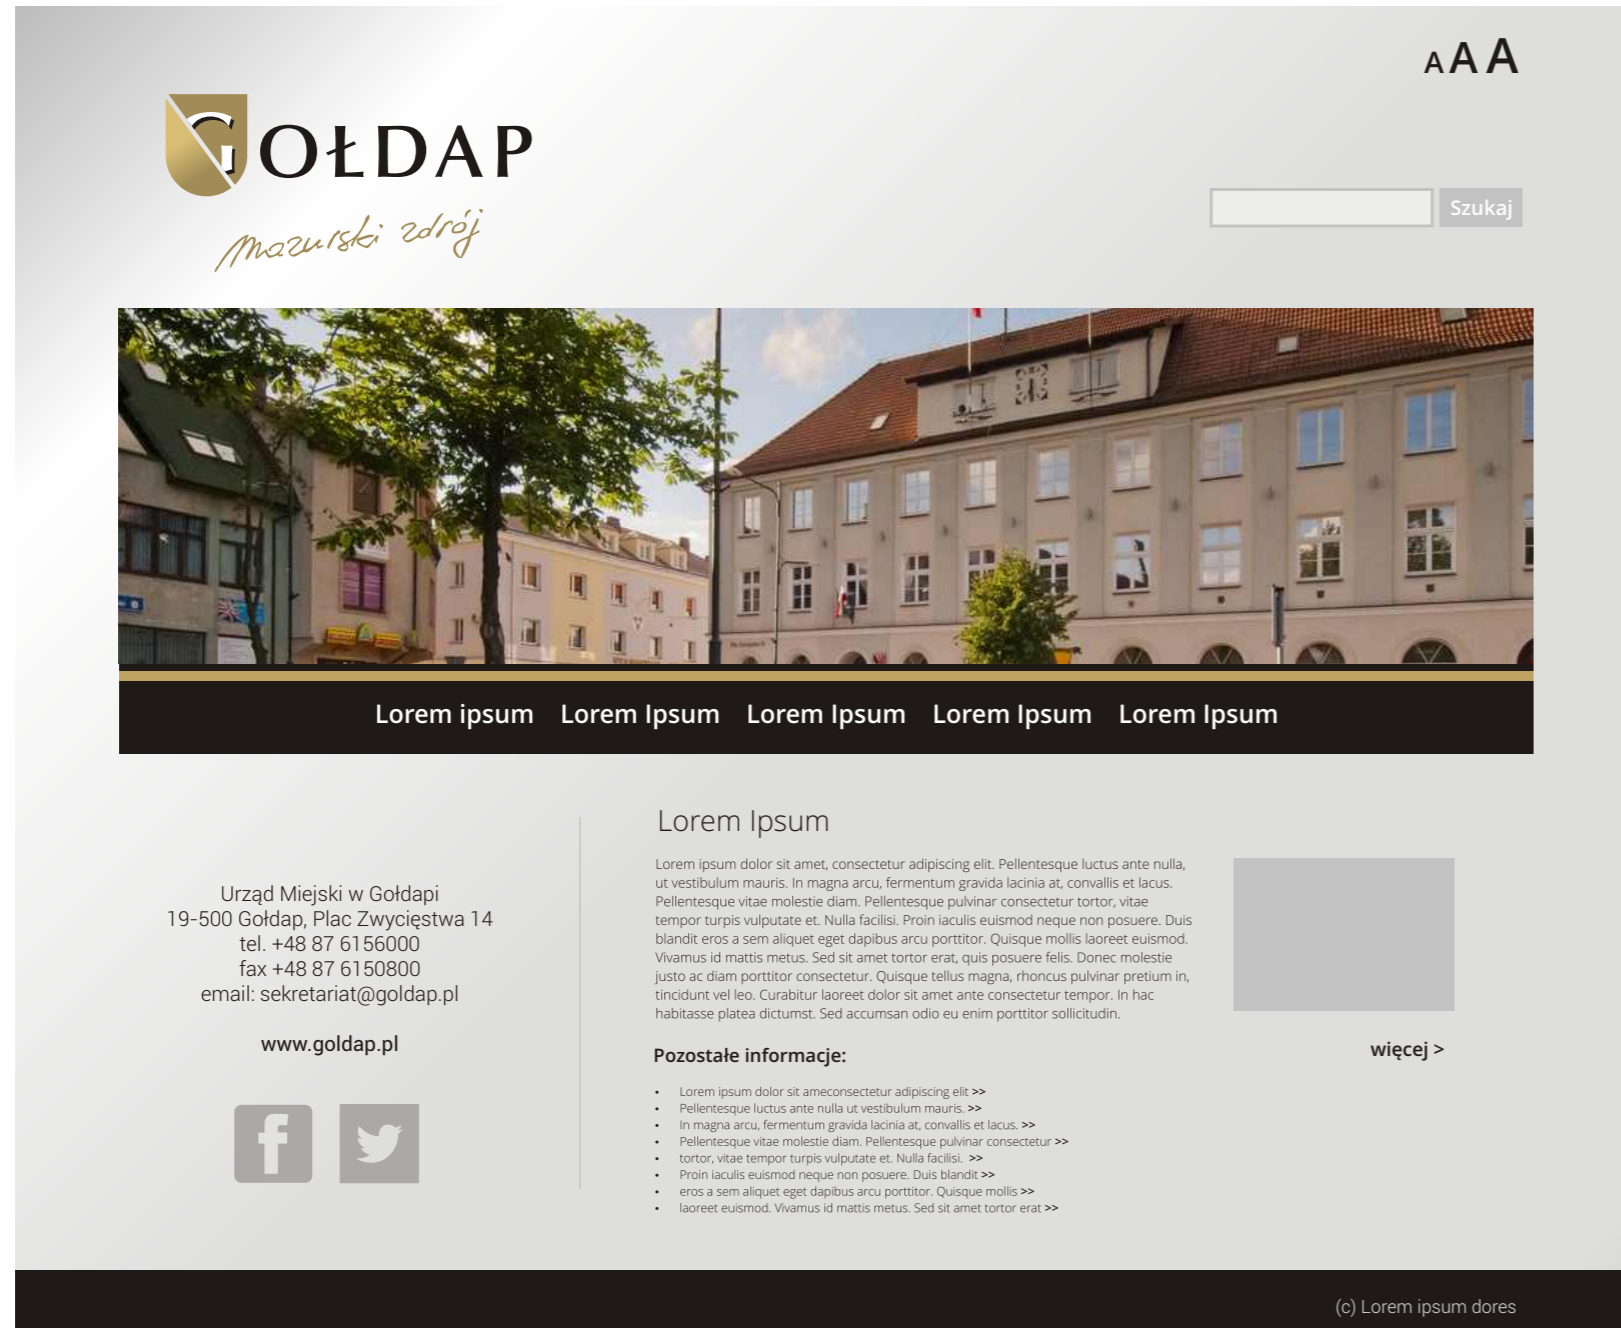 A A A
GOŁDAP
mazurski zdrój
Szukaj
Lorem ipsum Lorem Ipsum Lorem Ipsum Lorem Ipsum Lorem Ipsum
Urząd Miejski w Gołdapi
19-500 Gołdap, Plac Zwycięstwa 14
tel. +48 87 6156000
fax +48 87 6150800
email: sekretariat@goldap.pl
www.goldap.pl
Lorem Ipsum
Lorem ipsum dolor sit amet, consectetur adipiscing elit. Pellentesque luctus ante nulla,
ut vestibulum mauris. In magna arcu, fermentum gravida lacinia at, convallis et lacus.
Pellentesque vitae molestie diam. Pellentesque pulvinar consectetur tortor, vitae
tempor turpis vulputate et. Nulla facilisi. Proin iaculis euismod neque non posuere. Duis
blandit eros a sem aliquet eget dapibus arcu porttitor. Quisque mollis laoreet euismod.
Vivamus id mattis metus. Sed sit amet tortor erat, quis posuere felis. Donec molestie
justo ac diam porttitor consectetur. Quisque tellus magna, rhoncus pulvinar pretium in,
tincidunt vel leo. Curabitur laoreet dolor sit amet ante consectetur tempor. In hac
habitasse platea dictumst. Sed accumsan odio eu enim porttitor sollicitudin.
więcej >
Pozostałe informacje:
• Lorem ipsum dolor sit ameconsectetur adipiscing elit >>
• Pellentesque luctus ante nulla ut vestibulum mauris. >>
• In magna arcu, fermentum gravida lacinia at, convallis et lacus. >>
• Pellentesque vitae molestie diam. Pellentesque pulvinar consectetur >>
• tortor, vitae tempor turpis vulputate et. Nulla facilisi. >>
• Proin iaculis euismod neque non posuere. Duis blandit >>
• eros a sem aliquet eget dapibus arcu porttitor. Quisque mollis >>
• laoreet euismod. Vivamus id mattis metus. Sed sit amet tortor erat >>
(c) Lorem ipsum dores